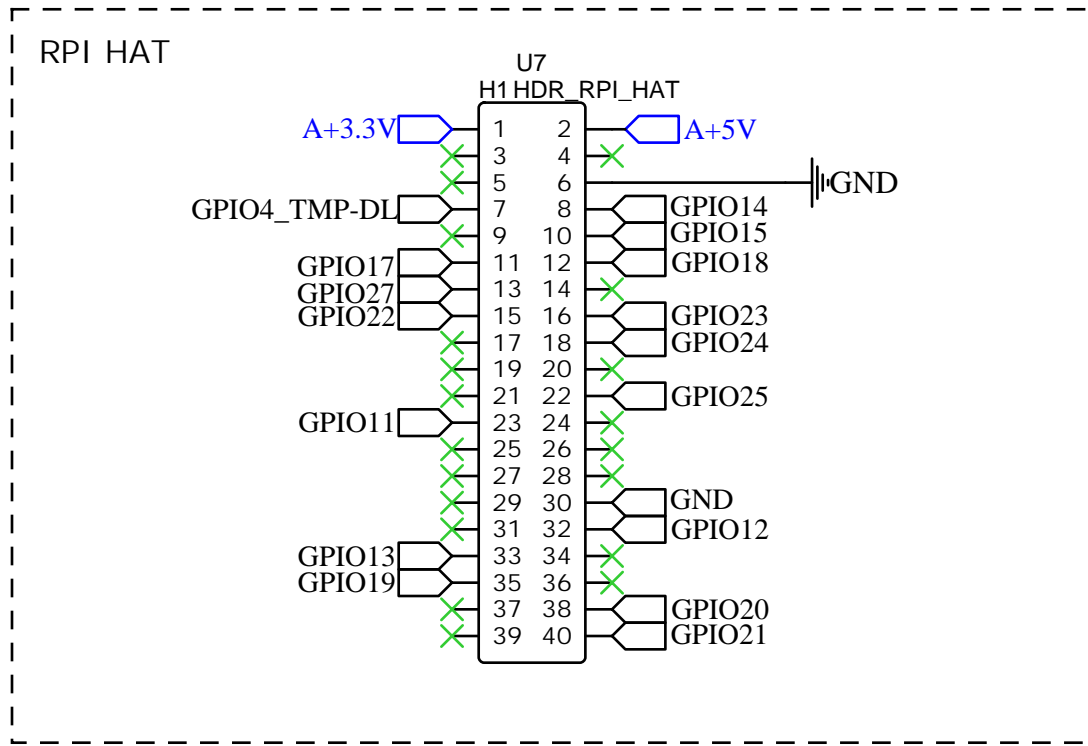 RPI HAT
U7
H1 HDR_RPI_HAT
A+3.3V 1 2 A+5V
3 4
5 6 GND
GPIO4_TMP-DL 7 8 GPIO14
9 10 GPIO15
GPIO17 11 12 GPIO18
GPIO27 13 14
GPIO22 15 16 GPIO23
17 18 GPIO24
19 20
21 22 GPIO25
GPIO11 23 24
25 26
27 28
29 30 GND
31 32 GPIO12
GPIO13 33 34
GPIO19 35 36
37 38 GPIO20
39 40 GPIO21